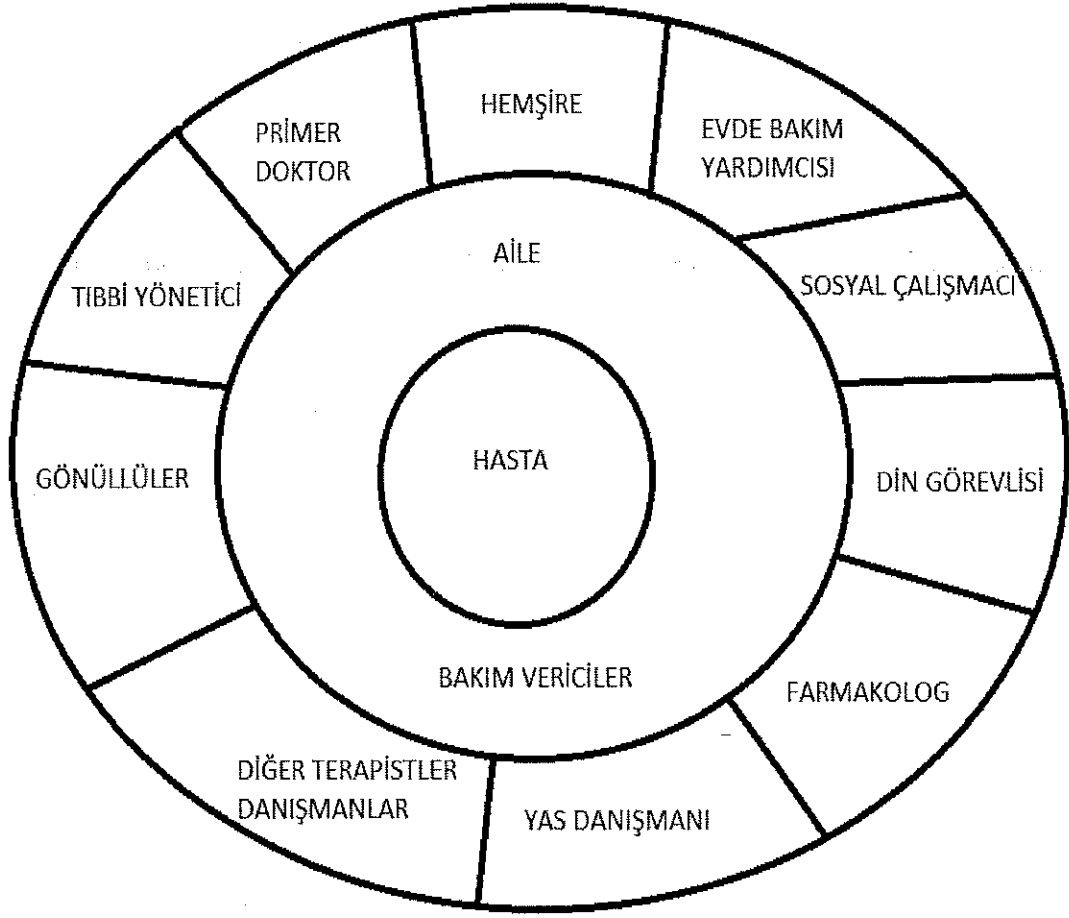 HEMŞİRE
PRİMER
DOKTOR
EVDE BAKIM
YARDIMCISI
AİLE
TIBBİ YÖNETİCİ
SOSYAL ÇALIŞMACI
HASTA
GÖNÜLLÜLER
DİN GÖREVLİSİ
BAKIM VERİCİLER
FARMAKOLOG
DİĞER TERAPİSTLER
DANIŞMANLAR
YAS DANIŞMANI